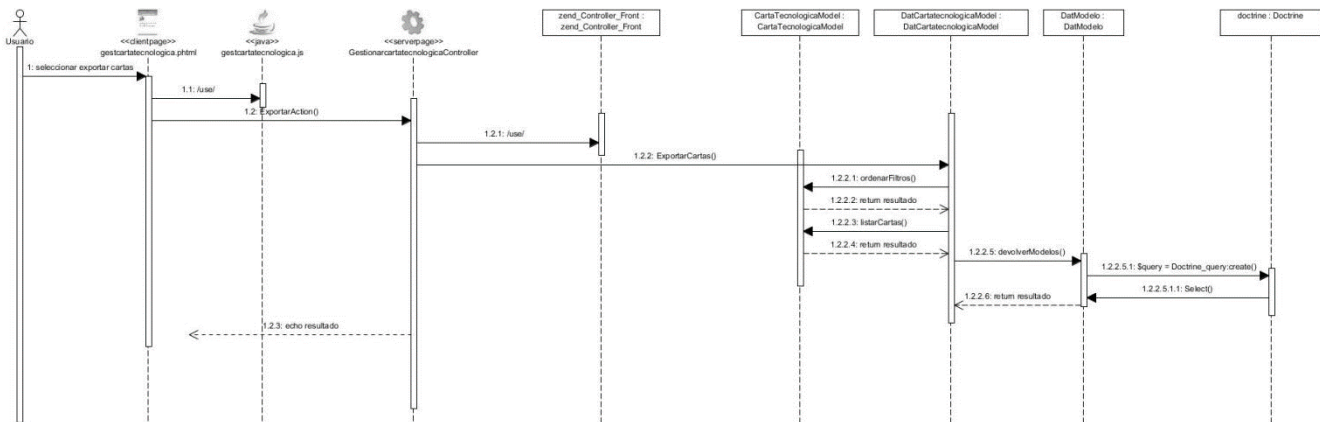 zend_Controller_Front :
zend_Controller_Front
CartaTecnologicaModel :
CartaTecnologicaModel
DatCartatecnologicaModel :
DatCartatecnologicaModel
DatModelo :
DatModelo
doctrine : Doctrine
Usuario
<<clientpage>>
gestcartatecnologica.phtml
<<java>>
gestcartatecnologica.js
<<serverpage>>
GestionarcartatecnologicaController
1: seleccionar exportar cartas
1.1: /use/
1.2: ExportarAction()
1.2.1: /use/
1.2.2: ExportarCartas()
1.2.2.1: ordenarFiltros()
1.2.2.2: return resultado
1.2.2.3: listarCartas()
1.2.2.4: return resultado
1.2.2.5: devolverModelos()
1.2.2.5.1: $query = Doctrine_query:create()
1.2.2.5.1.1: Select()
1.2.2.6: return resultado
1.2.3: echo resultado